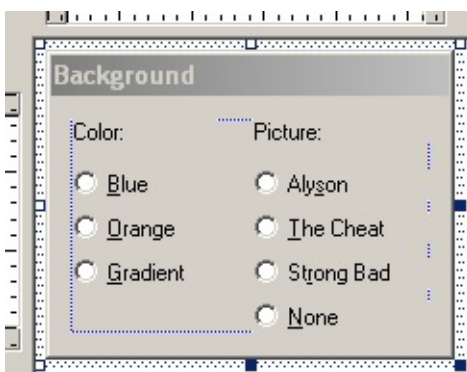 Background
Color:
Blue
Orange
Gradient
Picture:
Alyson
The Cheat
Strong Bad
None